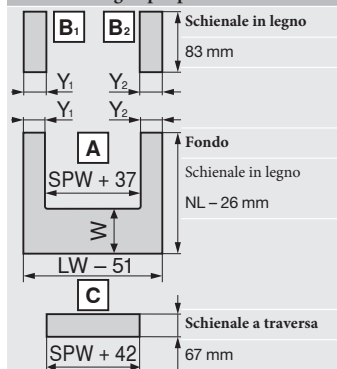 B₁
B₂
Schienale in legno
83 mm
Y₁
Y₂
Y₁
Y₂
A
Fondo
SPW + 37
Schienale in legno
NL – 26 mm
W
LW – 51
C
Schienale a traversa
SPW + 42
67 mm